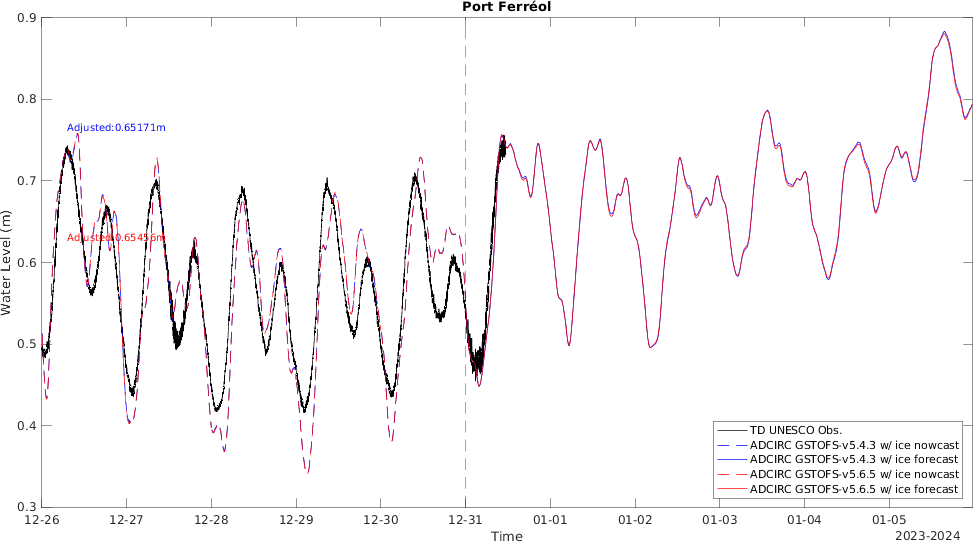 Port Ferréol
0.9
0.8
0.7
0.6
0.5
0.4
0.3
Water Level (m)
Adjusted:0.65171m
Adjusted:0.65456m
TD UNESCO Obs.
ADCIRC GSTOFS-v5.4.3 w/ ice nowcast
ADCIRC GSTOFS-v5.4.3 w/ ice forecast
ADCIRC GSTOFS-v5.6.5 w/ ice nowcast
ADCIRC GSTOFS-v5.6.5 w/ ice forecast
12-26 12-27 12-28 12-29 12-30 12-31 01-01 01-02 01-03 01-04 01-05
Time
2023-2024